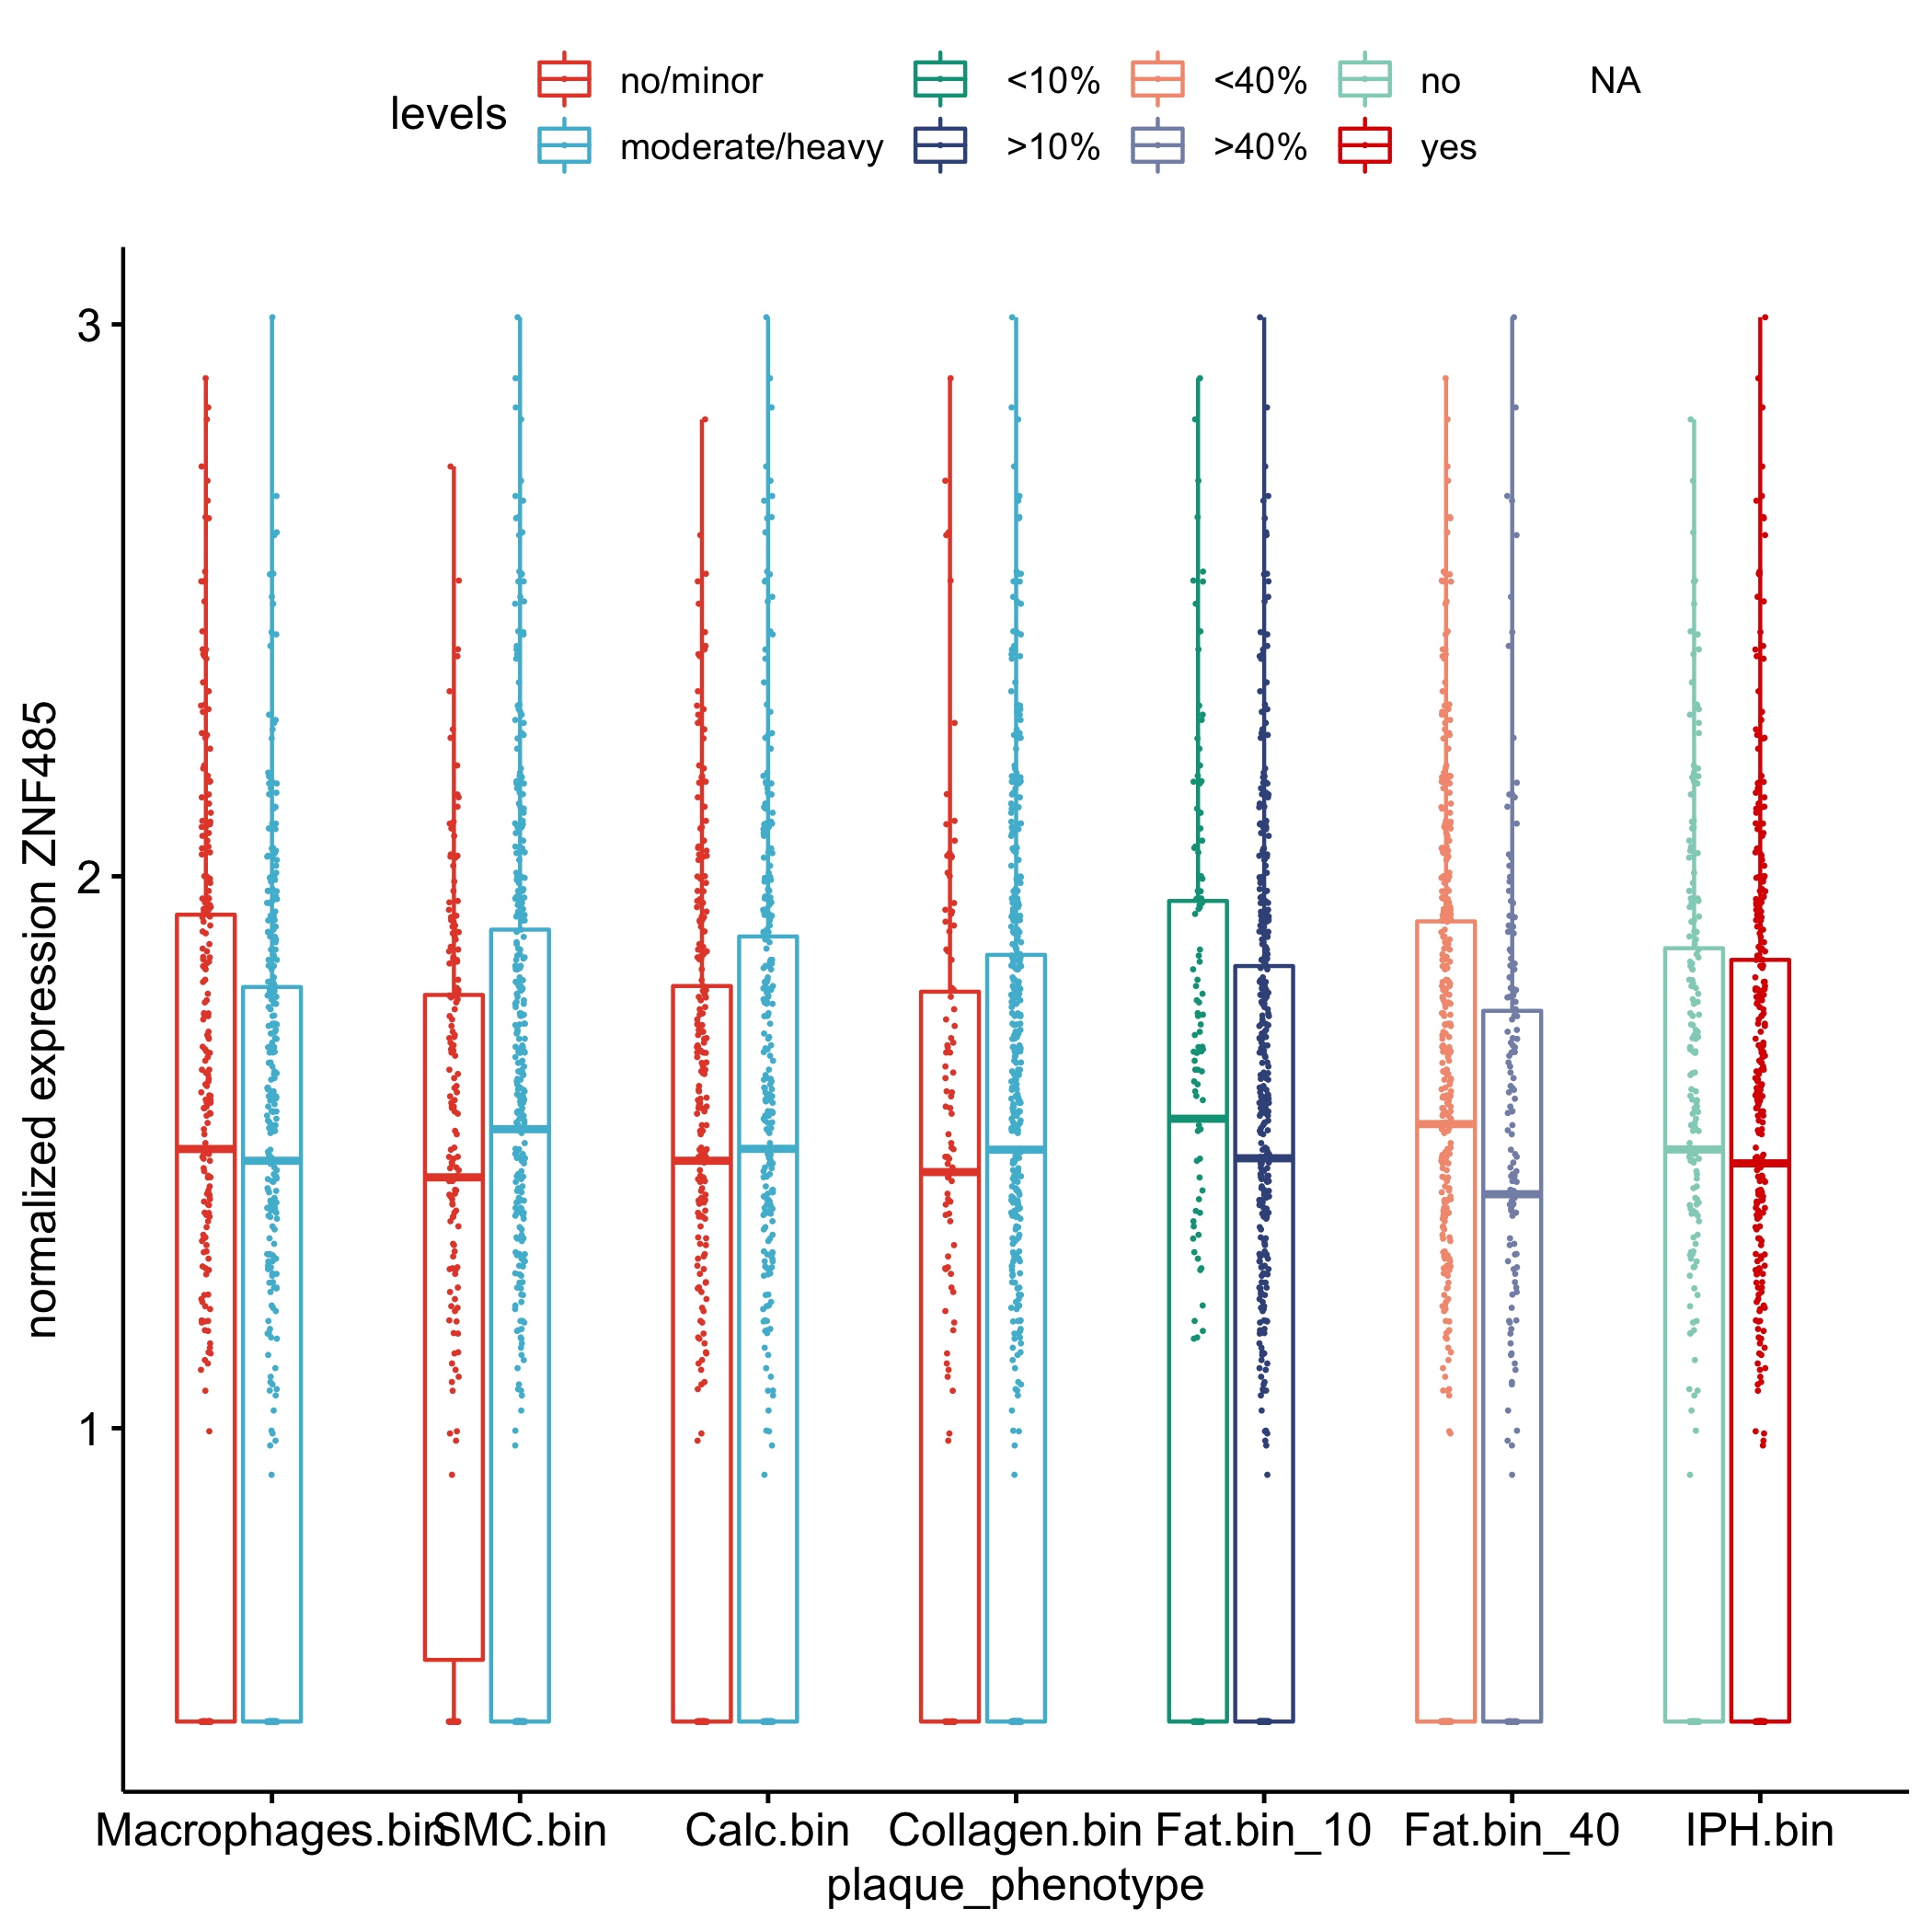 levels
no/minor <10% <40% no NA
moderate/heavy >10% >40% yes
normalized expression ZNF485
3
2
1
Macrophages.bin SMC.bin Calc.bin Collagen.bin Fat.bin_10 Fat.bin_40 IPH.bin
plaque_phenotype